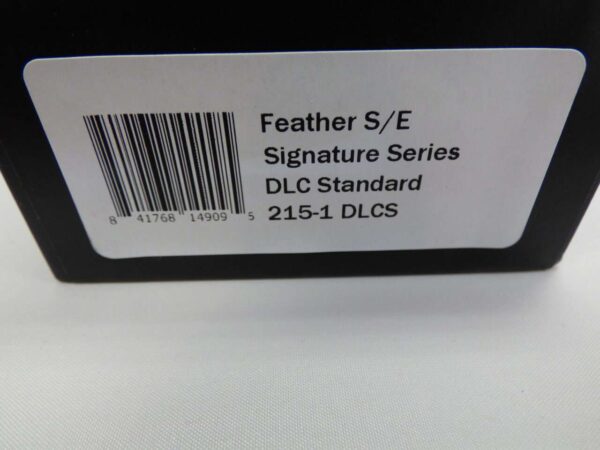 Feather S/E
Signature Series
DLC Standard
215-1 DLCS
8 41768 14909 5